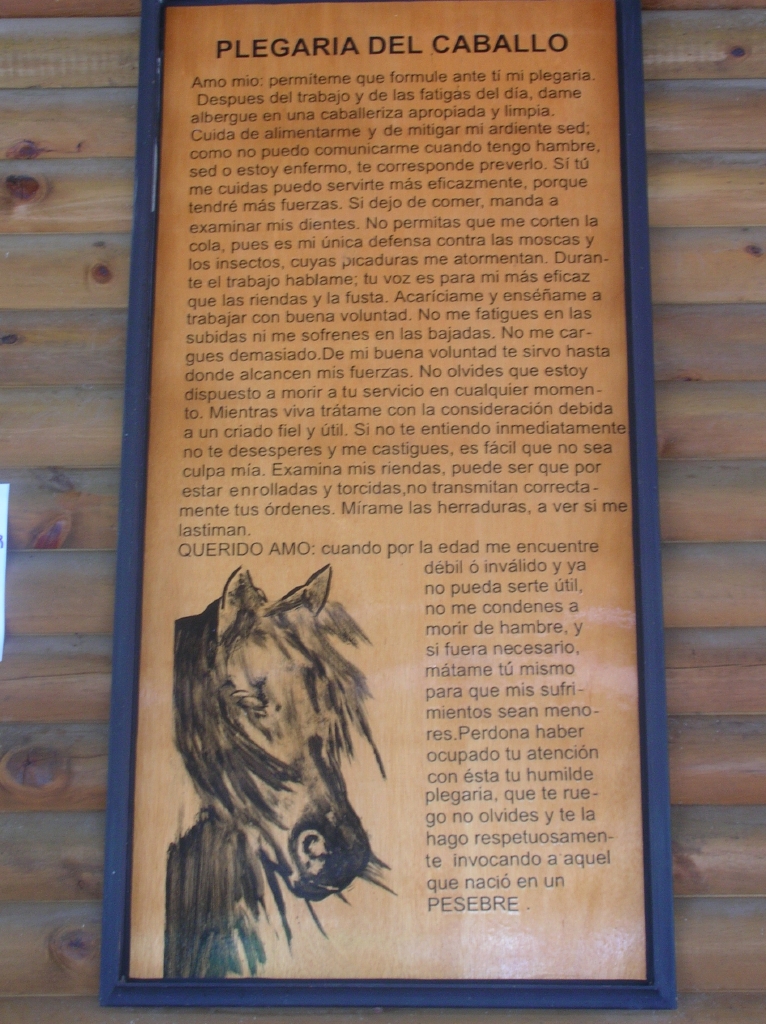 PLEGARIA DEL CABALLO
Amo mio: permíteme que formule ante tí mi plegaria.
Despues del trabajo y de las fatigas del día, dame
albergue en una caballeriza apropiada y limpia.
Cuida de alimentarme y de mitigar mi ardiente sed;
como no puedo comunicarme cuando tengo hambre,
sed o estoy enfermo, te corresponde preverlo. Sí tú
me cuidas puedo servirte más eficazmente, porque
tendré más fuerzas. Si dejo de comer, manda a
examinar mis dientes. No permitas que me corten la
cola, pues es mi única defensa contra las moscas y
los insectos, cuyas picaduras me atormentan. Duran-
te el trabajo hablame; tu voz es para mi más eficaz
que las riendas y la fusta. Acaríciame y enséñame a
trabajar con buena voluntad. No me fatigues en las
subidas ni me sofrenes en las bajadas. No me car-
gues demasiado.De mi buena voluntad te sirvo hasta
donde alcancen mis fuerzas. No olvides que estoy
dispuesto a morir a tu servicio en cualquier momen-
to. Mientras viva trátame con la consideración debida
a un criado fiel y útil. Si no te entiendo inmediatamente
no te desesperes y me castigues, es fácil que no sea
culpa mía. Examina mis riendas, puede ser que por
estar enrolladas y torcidas,no transmitan correcta-
mente tus órdenes. Mírame las herraduras, a ver si me
lastiman.
QUERIDO AMO: cuando por la edad me encuentre
débil ó inválido y ya
no pueda serte útil,
no me condenes a
morir de hambre, y
si fuera necesario,
mátame tú mismo
para que mis sufri-
mientos sean meno-
res.Perdona haber
ocupado tu atención
con ésta tu humilde
plegaria, que te rue-
go no olvides y te la
hago respetuosamen-
te invocando a aquel
que nació en un
PESEBRE .